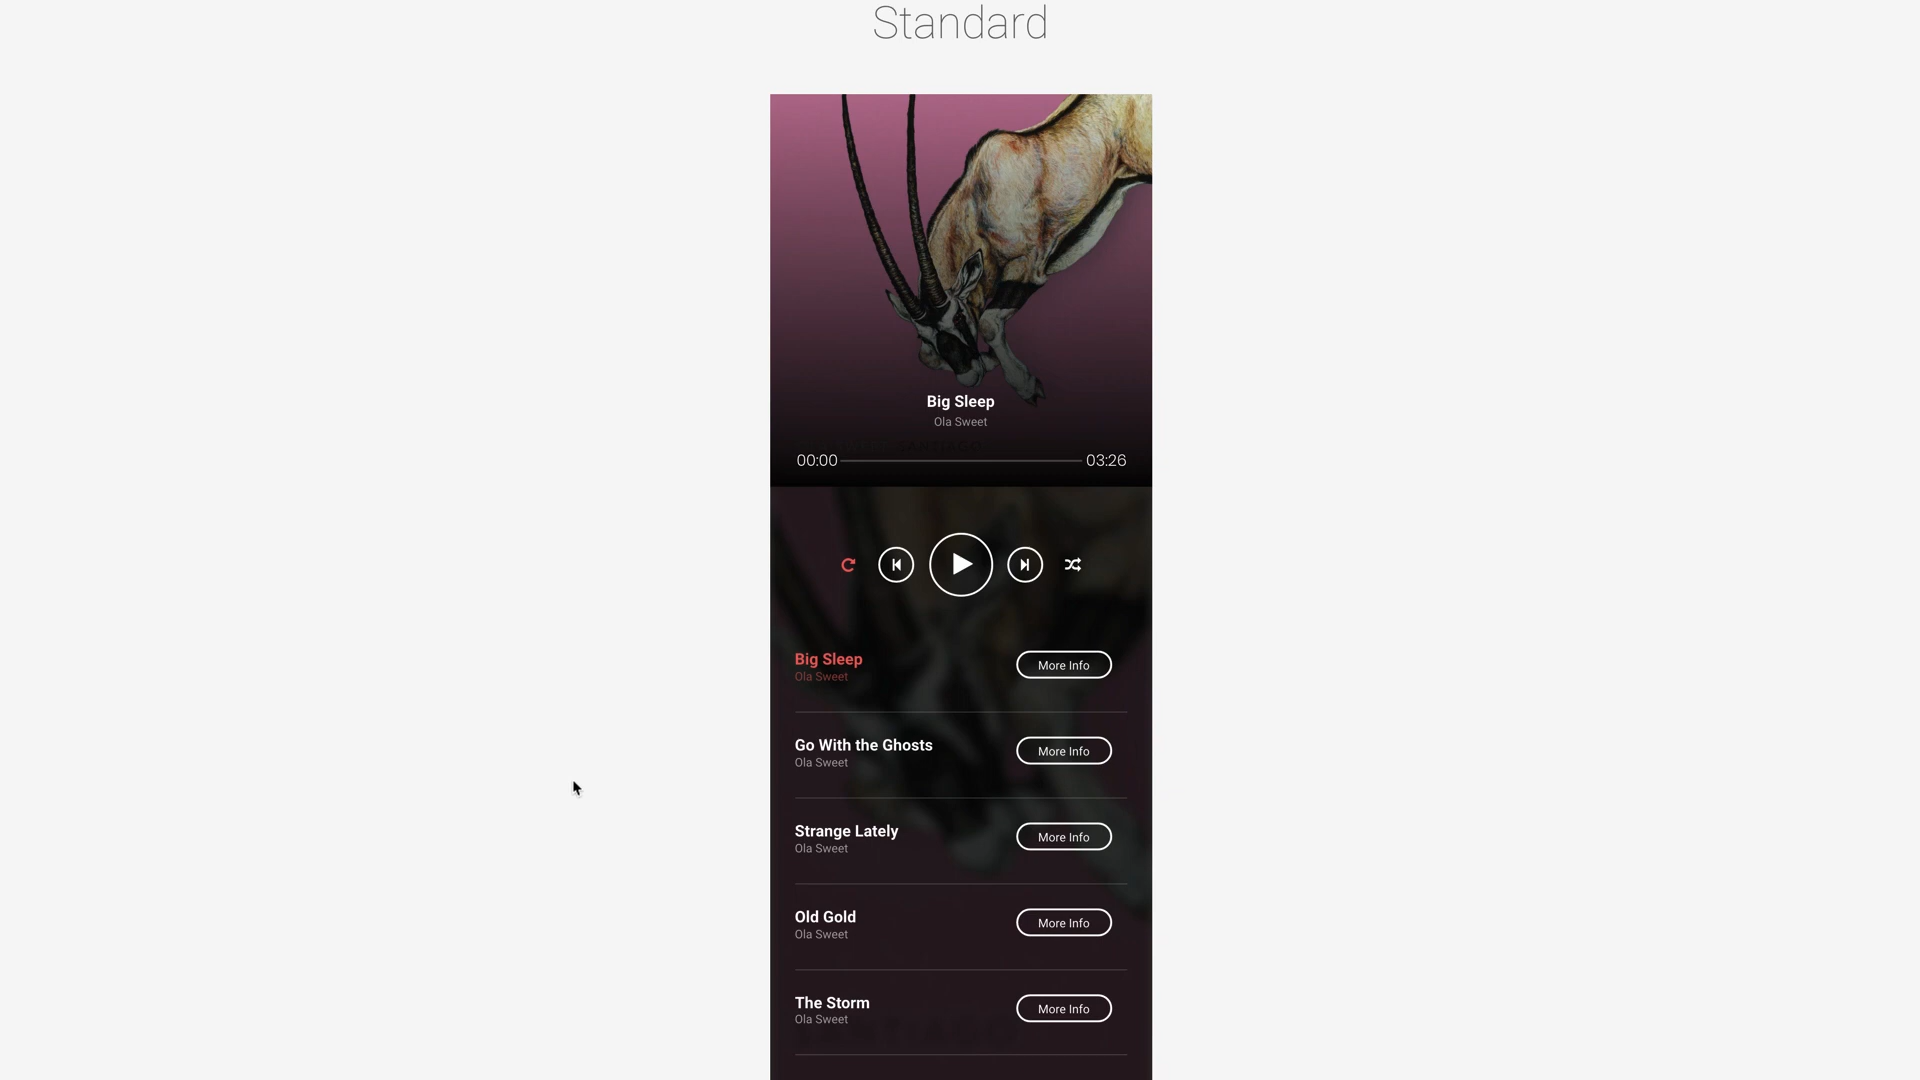 Standard
Big Sleep
Ola Sweet
00:00 03:26
Big Sleep
Ola Sweet
More Info
Go With the Ghosts
Ola Sweet
More Info
Strange Lately
Ola Sweet
More Info
Old Gold
Ola Sweet
More Info
The Storm
Ola Sweet
More Info